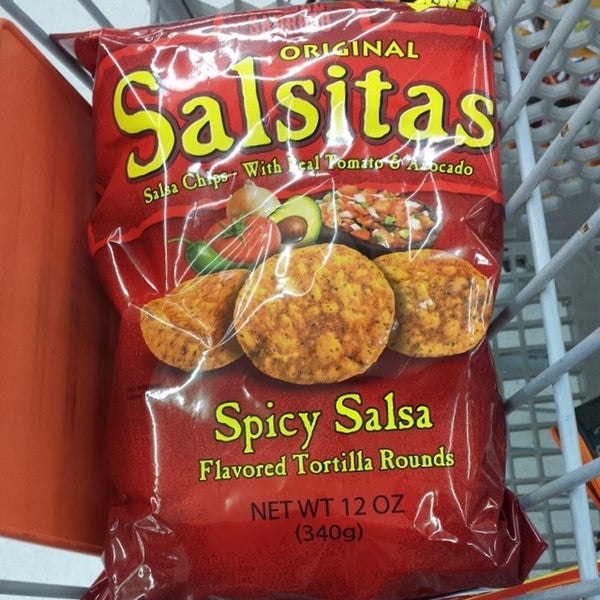 ORIGINAL
Salsitas
Salsa Chips - With Real Tomato & Avocado
Spicy Salsa
Flavored Tortilla Rounds
NET WT 12 OZ
(340g)